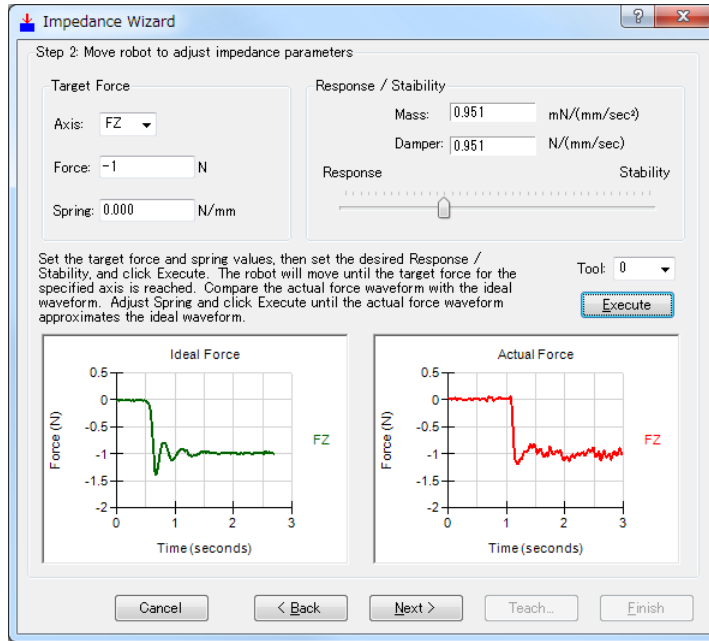 Impedance Wizard
Step 2: Move robot to adjust impedance parameters
Target Force
Axis: FZ
Force: -1 N
Spring: 0.000 N/mm
Response / Staibility
Mass: 0.951 mN/(mm/sec²)
Damper: 0.951 N/(mm/sec)
Response Stability
Set the target force and spring values, then set the desired Response /
Stability, and click Execute. The robot will move until the target force for the
specified axis is reached. Compare the actual force waveform with the ideal
waveform. Adjust Spring and click Execute until the actual force waveform
approximates the ideal waveform.
Tool: 0
Execute
Ideal Force
0.5
0
-0.5
-1
-1.5
-2
Force (N)
0 1 2 3
Time (seconds)
FZ
Actual Force
0.5
0
-0.5
-1
-1.5
-2
Force (N)
0 1 2 3
Time (seconds)
FZ
Cancel < Back Next > Teach... Finish